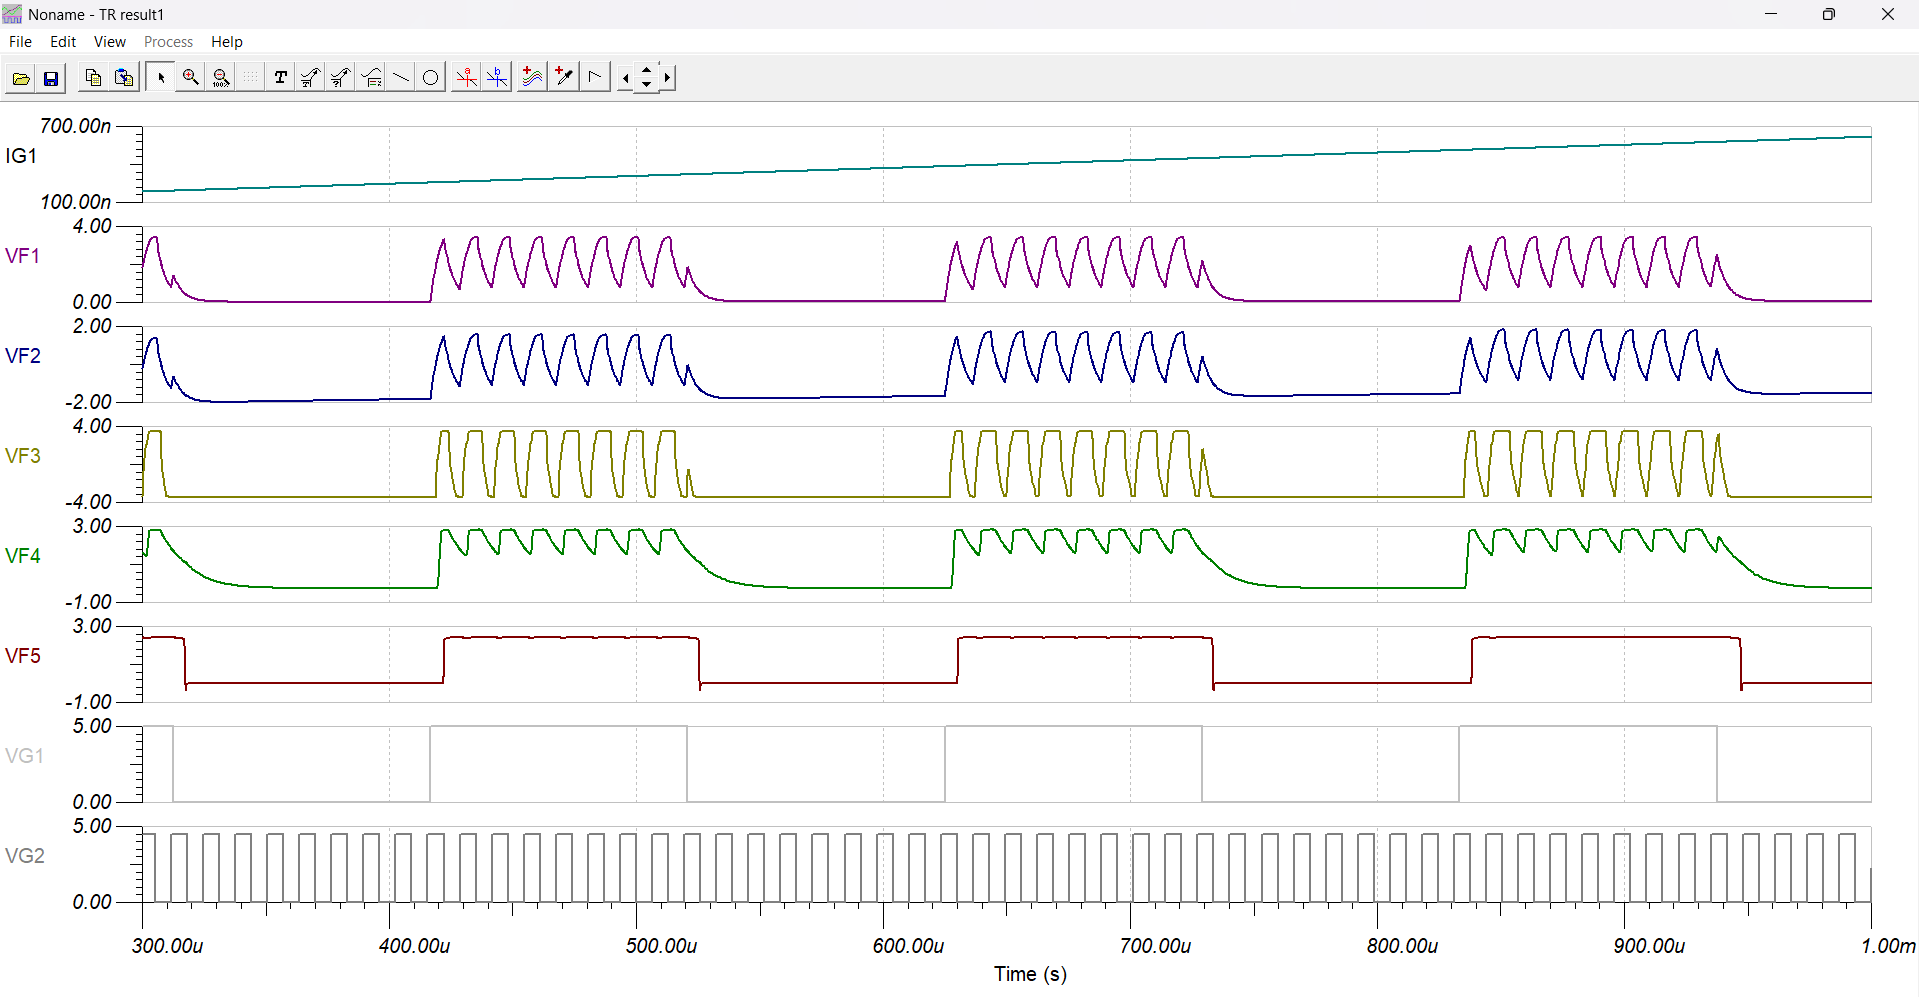 Noname - TR result1
File Edit View Process Help
100% T ? a b
700.00n
IG1
100.00n
4.00
VF1
0.00
2.00
VF2
-2.00
4.00
VF3
-4.00
3.00
VF4
-1.00
3.00
VF5
-1.00
5.00
VG1
0.00
5.00
VG2
0.00
300.00u 400.00u 500.00u 600.00u 700.00u 800.00u 900.00u 1.00m
Time (s)